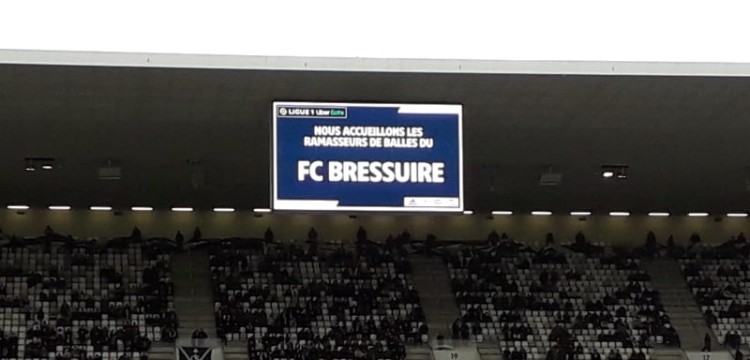 LIGUE 1 Uber Eats
NOUS ACCUEILLONS LES
RAMASSEURS DE BALLES DU
FC BRESSUIRE